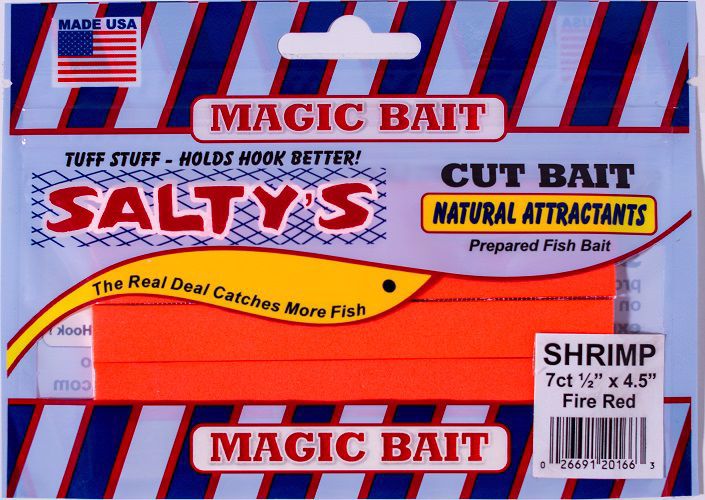 MADE USA
MAGIC BAIT
TUFF STUFF - HOLDS HOOK BETTER!
SALTY'S
CUT BAIT
NATURAL ATTRACTANTS
Prepared Fish Bait
The Real Deal Catches More Fish
SHRIMP
7ct ½” x 4.5”
Fire Red
0 26691 20166 3
MAGIC BAIT